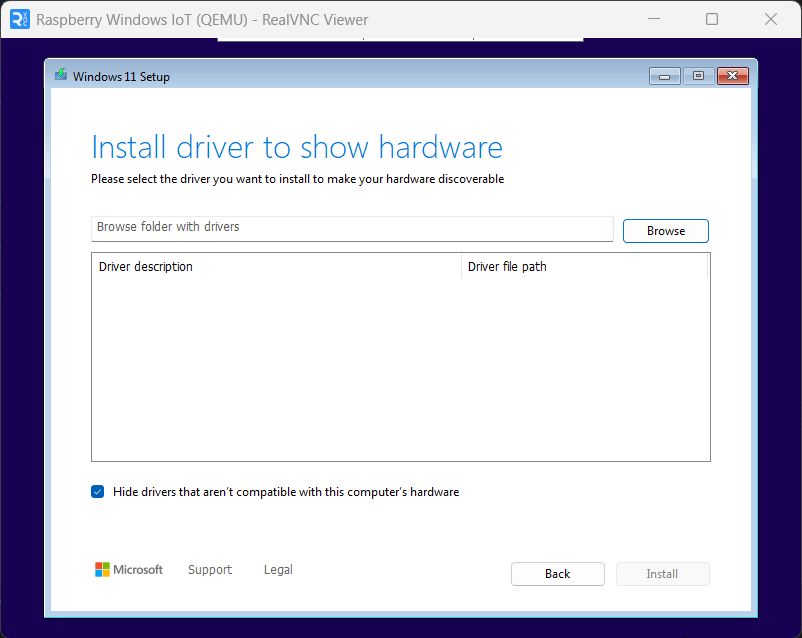 Raspberry Windows IoT (QEMU) - RealVNC Viewer
Windows 11 Setup
Install driver to show hardware
Please select the driver you want to install to make your hardware discoverable
Browse folder with drivers
Browse
Driver description Driver file path
Hide drivers that aren't compatible with this computer's hardware
Microsoft Support Legal
Back Install